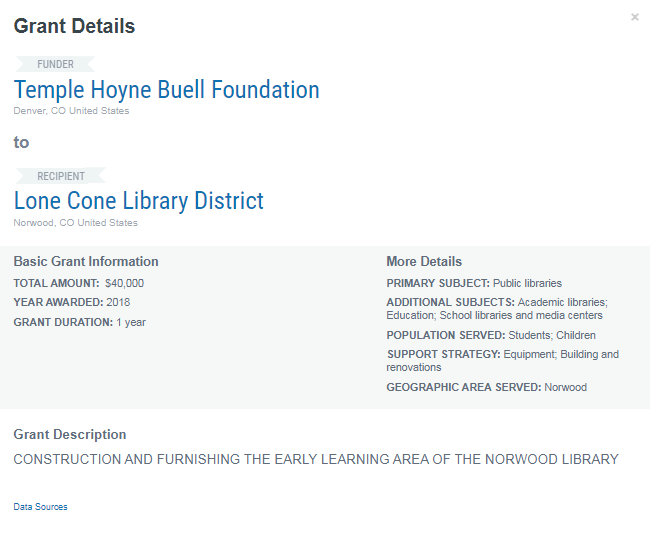 Grant Details
×
FUNDER
Temple Hoyne Buell Foundation
Denver, CO United States
to
RECIPIENT
Lone Cone Library District
Norwood, CO United States
Basic Grant Information
TOTAL AMOUNT: $40,000
YEAR AWARDED: 2018
GRANT DURATION: 1 year
More Details
PRIMARY SUBJECT: Public libraries
ADDITIONAL SUBJECTS: Academic libraries;
Education; School libraries and media centers
POPULATION SERVED: Students; Children
SUPPORT STRATEGY: Equipment; Building and
renovations
GEOGRAPHIC AREA SERVED: Norwood
Grant Description
CONSTRUCTION AND FURNISHING THE EARLY LEARNING AREA OF THE NORWOOD LIBRARY
Data Sources